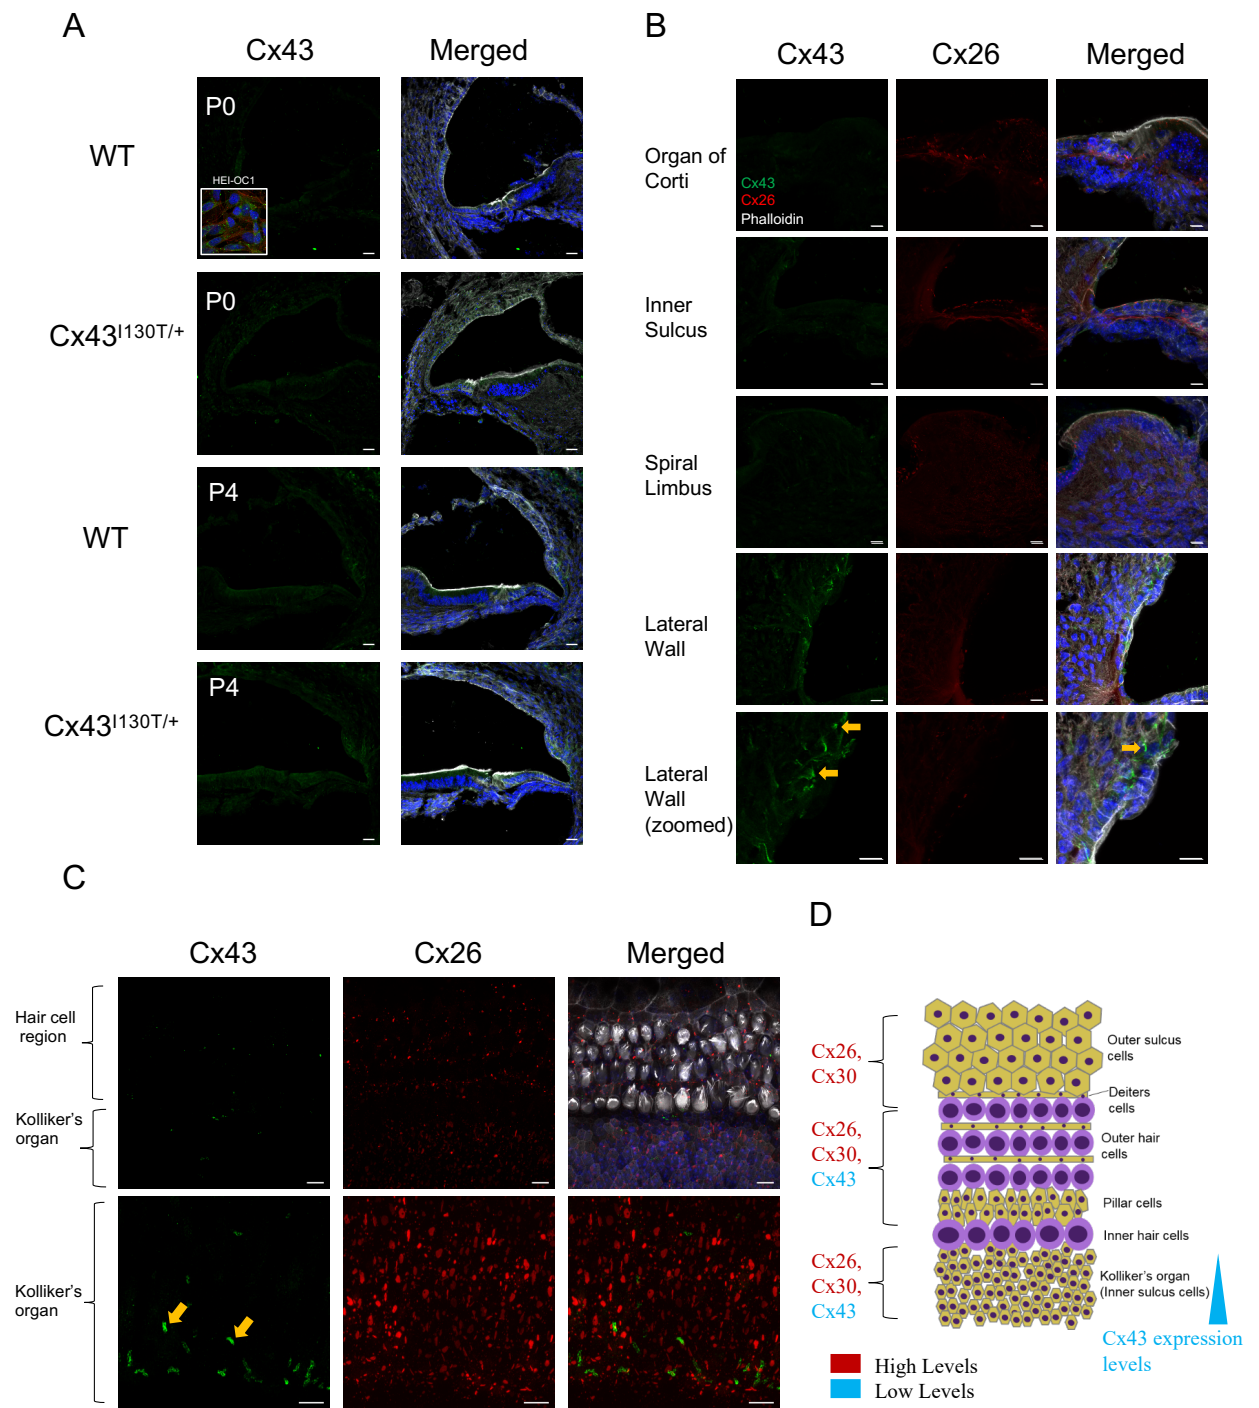 A
Cx43
Merged
WT
P0
HEI-OC1
Cx43I130T/+
P0
WT
P4
Cx43I130T/+
P4
B
Cx43
Cx26
Merged
Organ of
Corti
Cx43
Cx26
Phalloidin
Inner
Sulcus
Spiral
Limbus
Lateral
Wall
Lateral
Wall
(zoomed)
C
Cx43
Cx26
Merged
Hair cell
region
Kolliker's
organ
Kolliker's
organ
D
Cx26,
Cx30
Cx26,
Cx30,
Cx43
Cx26,
Cx30,
Cx43
Outer sulcus
cells
Deiters
cells
Outer hair
cells
Pillar cells
Inner hair cells
Kolliker's organ
(Inner sulcus cells)
Cx43 expression
levels
High Levels
Low Levels